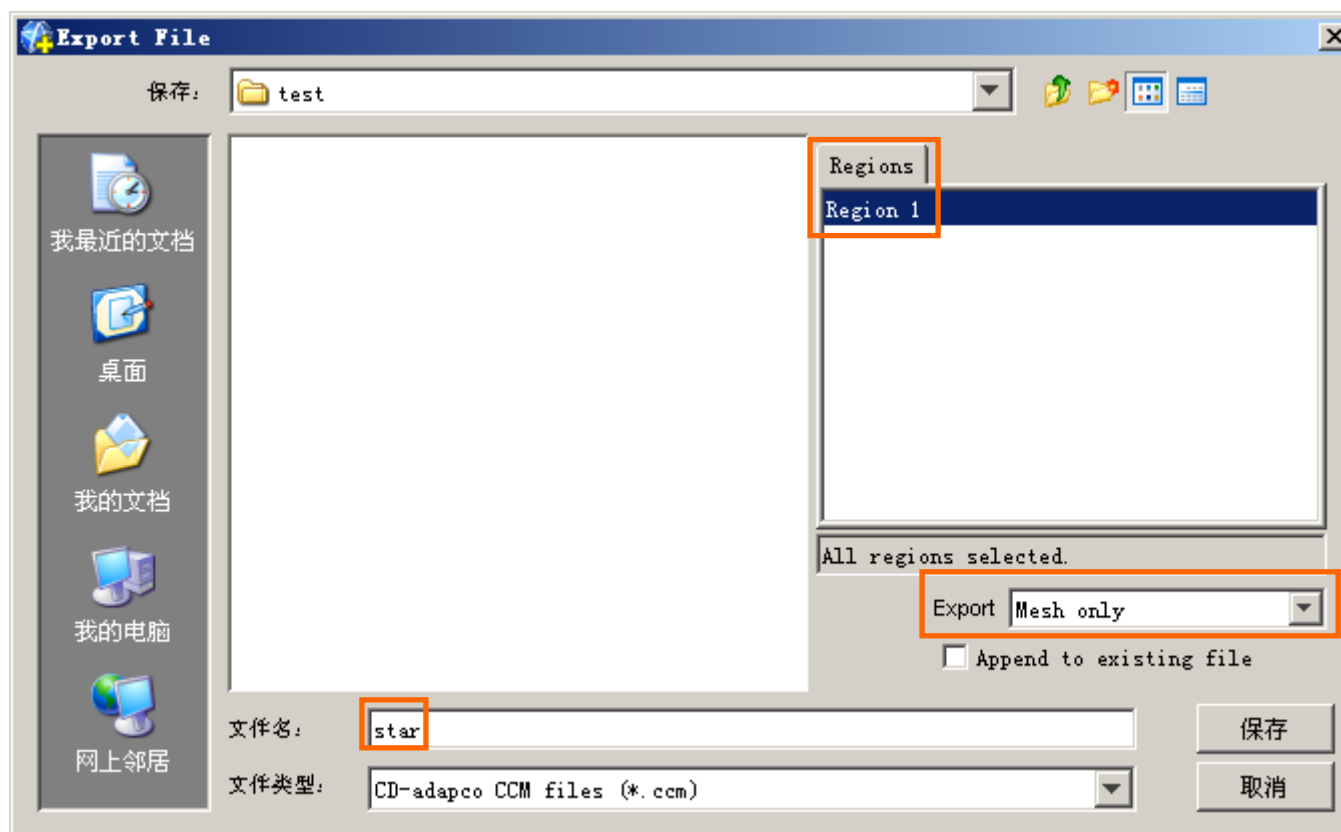 Export File
保存：
test
Regions
Region 1
我最近的文档
桌面
我的文档
我的电脑
网上邻居
All regions selected.
Export Mesh only
Append to existing file
文件名：
star
保存
文件类型：
CD-adapco CCM files (*.ccm)
取消